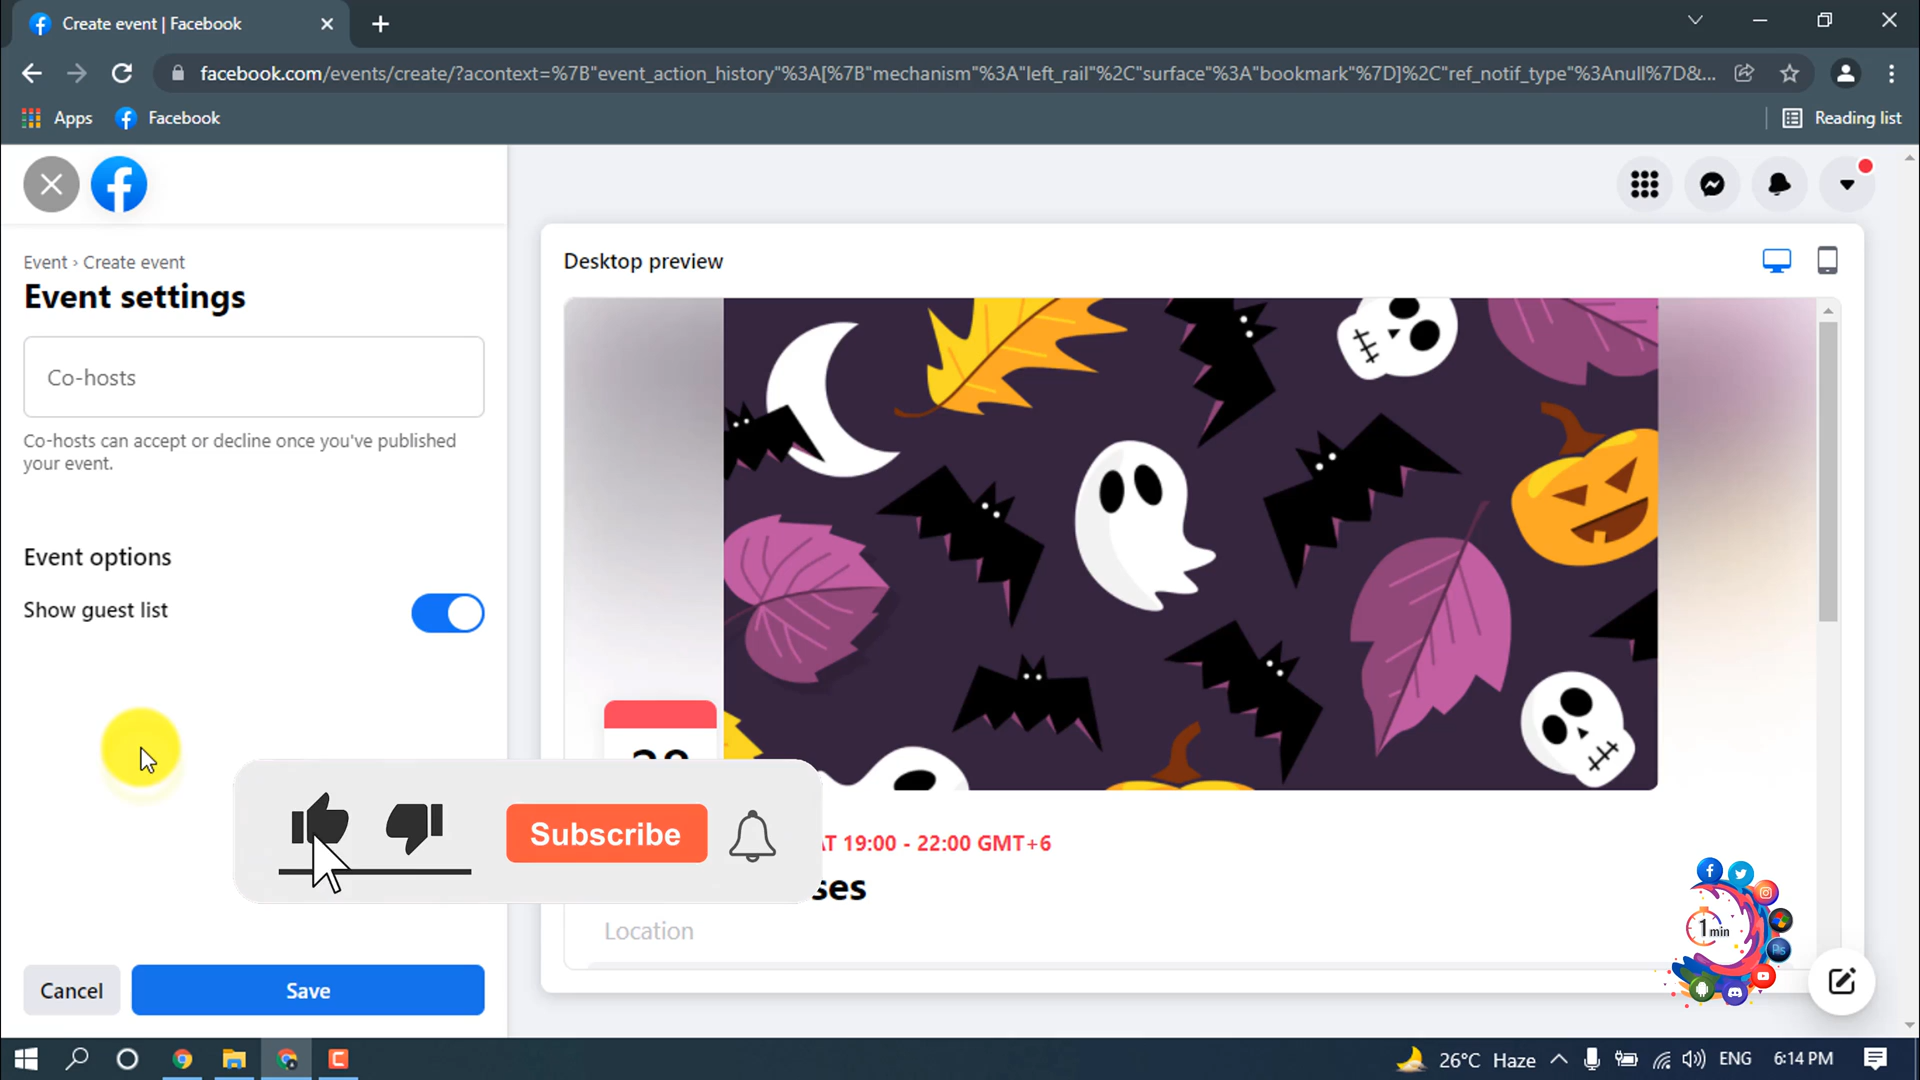 Create event | Facebook
facebook.com/events/create/?acontext=%7B"event_action_history"%3A[%7B"mechanism"%3A"left_rail"%2C"surface"%3A"bookmark"%7D]%2C"ref_notif_type"%3Anull%7D&...
Apps
Facebook
Reading list
Event › Create event
Event settings
Co-hosts
Co-hosts can accept or decline once you've published
your event.
Event options
Show guest list
Cancel
Save
Desktop preview
19:00 - 22:00 GMT+6
Location
Subscribe
1 min
Ps
26°C Haze
ENG
6:14 PM